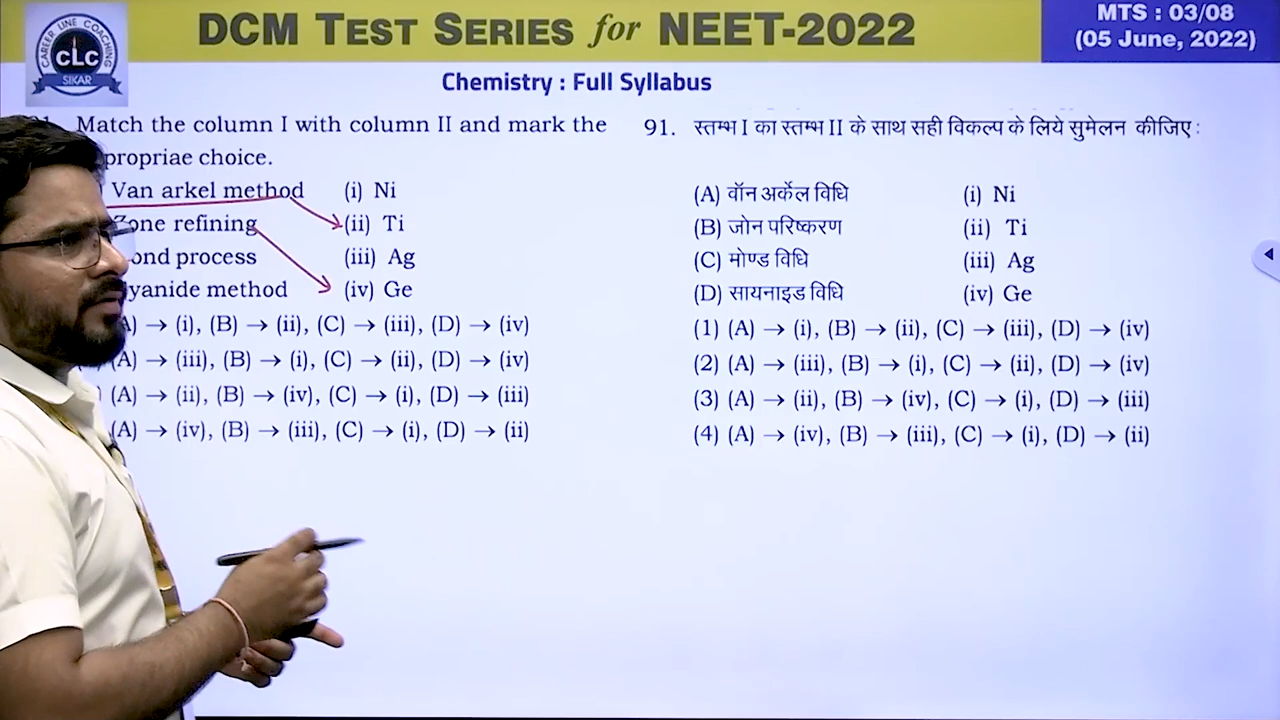 DCM TEST SERIES for NEET-2022
MTS : 03/08
(05 June, 2022)
CAREER LINE COACHING
CLC
SIKAR
Chemistry : Full Syllabus
Match the column I with column II and mark the
propriae choice.
Van arkel method (i) Ni
Zone refining (ii) Ti
ond process (iii) Ag
yanide method (iv) Ge
A) → (i), (B) → (ii), (C) → (iii), (D) → (iv)
(A) → (iii), (B) → (i), (C) → (ii), (D) → (iv)
(A) → (ii), (B) → (iv), (C) → (i), (D) → (iii)
(A) → (iv), (B) → (iii), (C) → (i), (D) → (ii)
91. स्तम्भ I का स्तम्भ II के साथ सही विकल्प के लिये सुमेलन कीजिए :
(A) वॉन अर्केल विधि (i) Ni
(B) जोन परिष्करण (ii) Ti
(C) मोण्ड विधि (iii) Ag
(D) सायनाइड विधि (iv) Ge
(1) (A) → (i), (B) → (ii), (C) → (iii), (D) → (iv)
(2) (A) → (iii), (B) → (i), (C) → (ii), (D) → (iv)
(3) (A) → (ii), (B) → (iv), (C) → (i), (D) → (iii)
(4) (A) → (iv), (B) → (iii), (C) → (i), (D) → (ii)